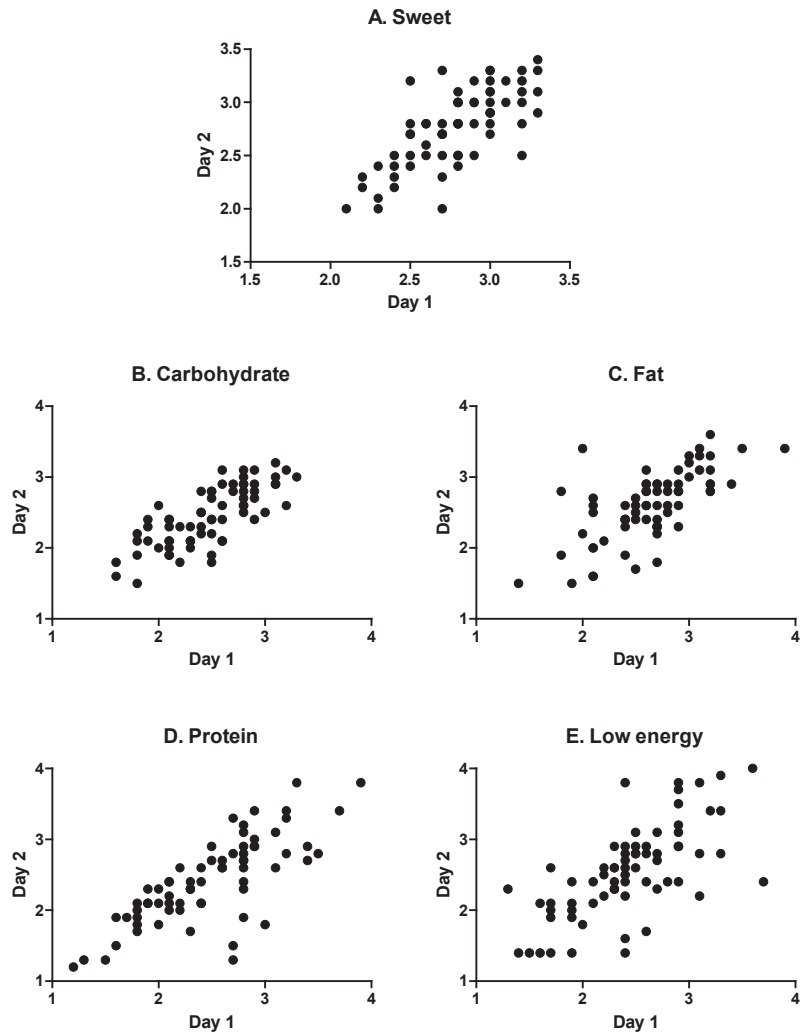 A. Sweet
3.5
3.0
Day 2
2.5
2.0
1.5
1.5 2.0 2.5 3.0 3.5
Day 1
B. Carbohydrate
4
3
Day 2
2
1
1 2 3 4
Day 1
C. Fat
4
3
Day 2
2
1
1 2 3 4
Day 1
D. Protein
4
3
Day 2
2
1
1 2 3 4
Day 1
E. Low energy
4
3
Day 2
2
1
1 2 3 4
Day 1